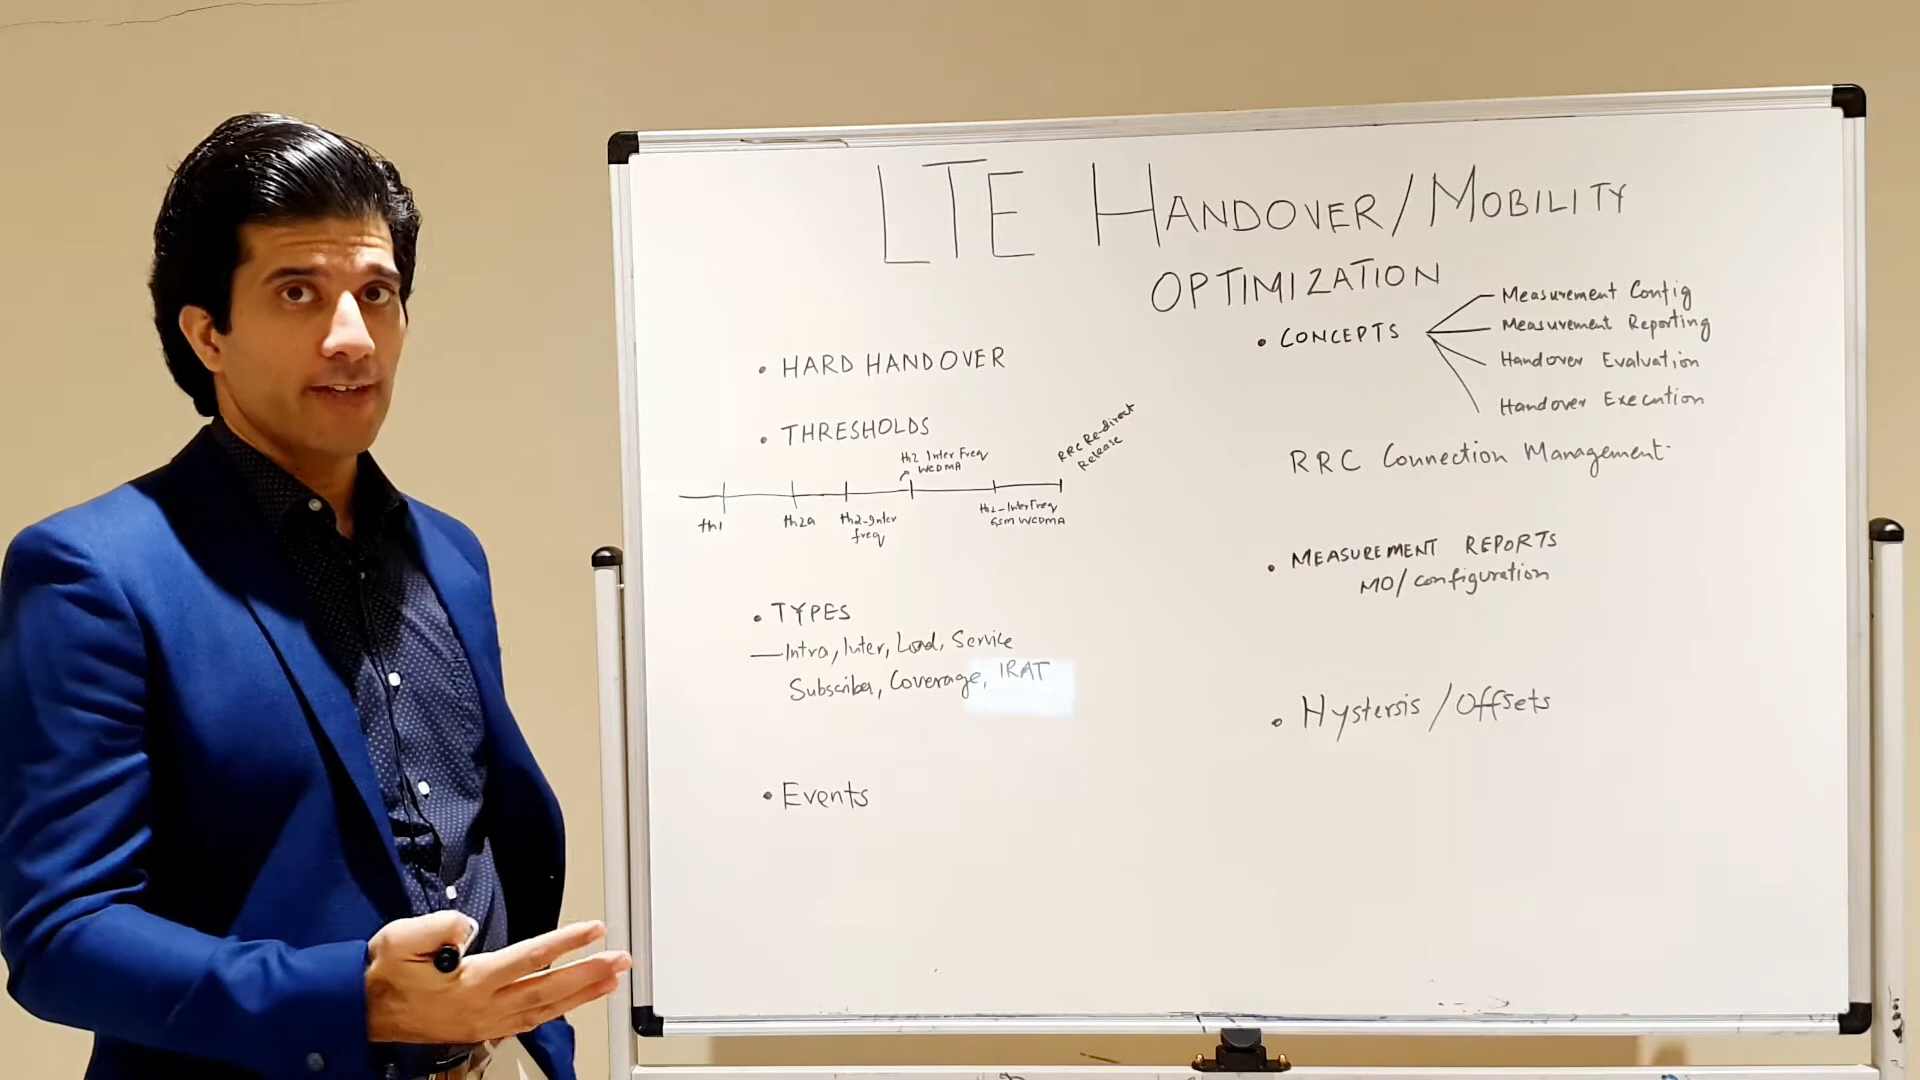 LTE HANDOVER/MOBILITY
OPTIMIZATION
• HARD HANDOVER
• THRESHOLDS
th2 Inter Freq
WCDMA
RRC Re-direct
Release
th1
th2a
th2-Inter
freq
th2-InterFreq
GSM WCDMA
• TYPES
—Intra, Inter, Load, Service
Subscriber, Coverage, IRAT
• Events
• CONCEPTS
Measurement Config
Measurement Reporting
Handover Evaluation
Handover Execution
RRC Connection Management
• MEASUREMENT REPORTS
MO/configuration
• Hystersis/Offsets